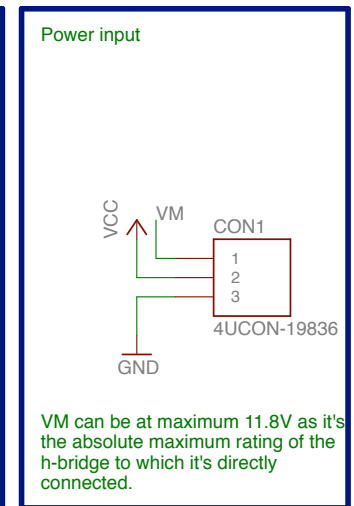 Power input
VCC
VM
CON1
1
2
3
4UCON-19836
GND
VM can be at maximum 11.8V as it's
the absolute maximum rating of the
h-bridge to which it's directly
connected.